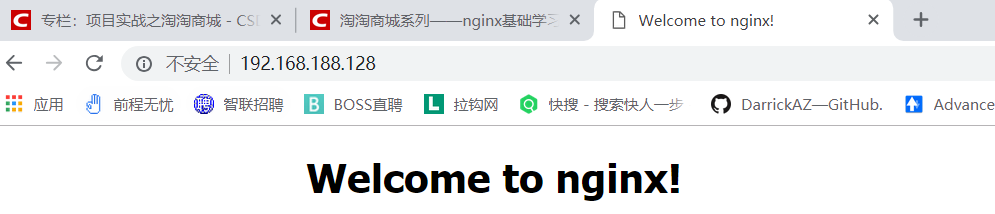 专栏：项目实战之淘淘商城 - CS
淘淘商城系列——nginx基础学习
Welcome to nginx!
不安全 192.168.188.128
应用 前程无忧 智联招聘 BOSS直聘 拉钩网 快搜 - 搜索快人一步 DarrickAZ—GitHub. Advance
Welcome to nginx!